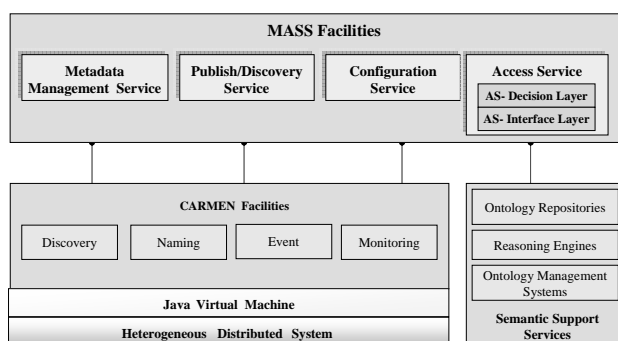 MASS Facilities
Metadata
Management Service
Publish/Discovery
Service
Configuration
Service
Access Service
AS- Decision Layer
AS- Interface Layer
CARMEN Facilities
Discovery
Naming
Event
Monitoring
Java Virtual Machine
Heterogeneous Distributed System
Ontology Repositories
Reasoning Engines
Ontology Management
Systems
Semantic Support
Services